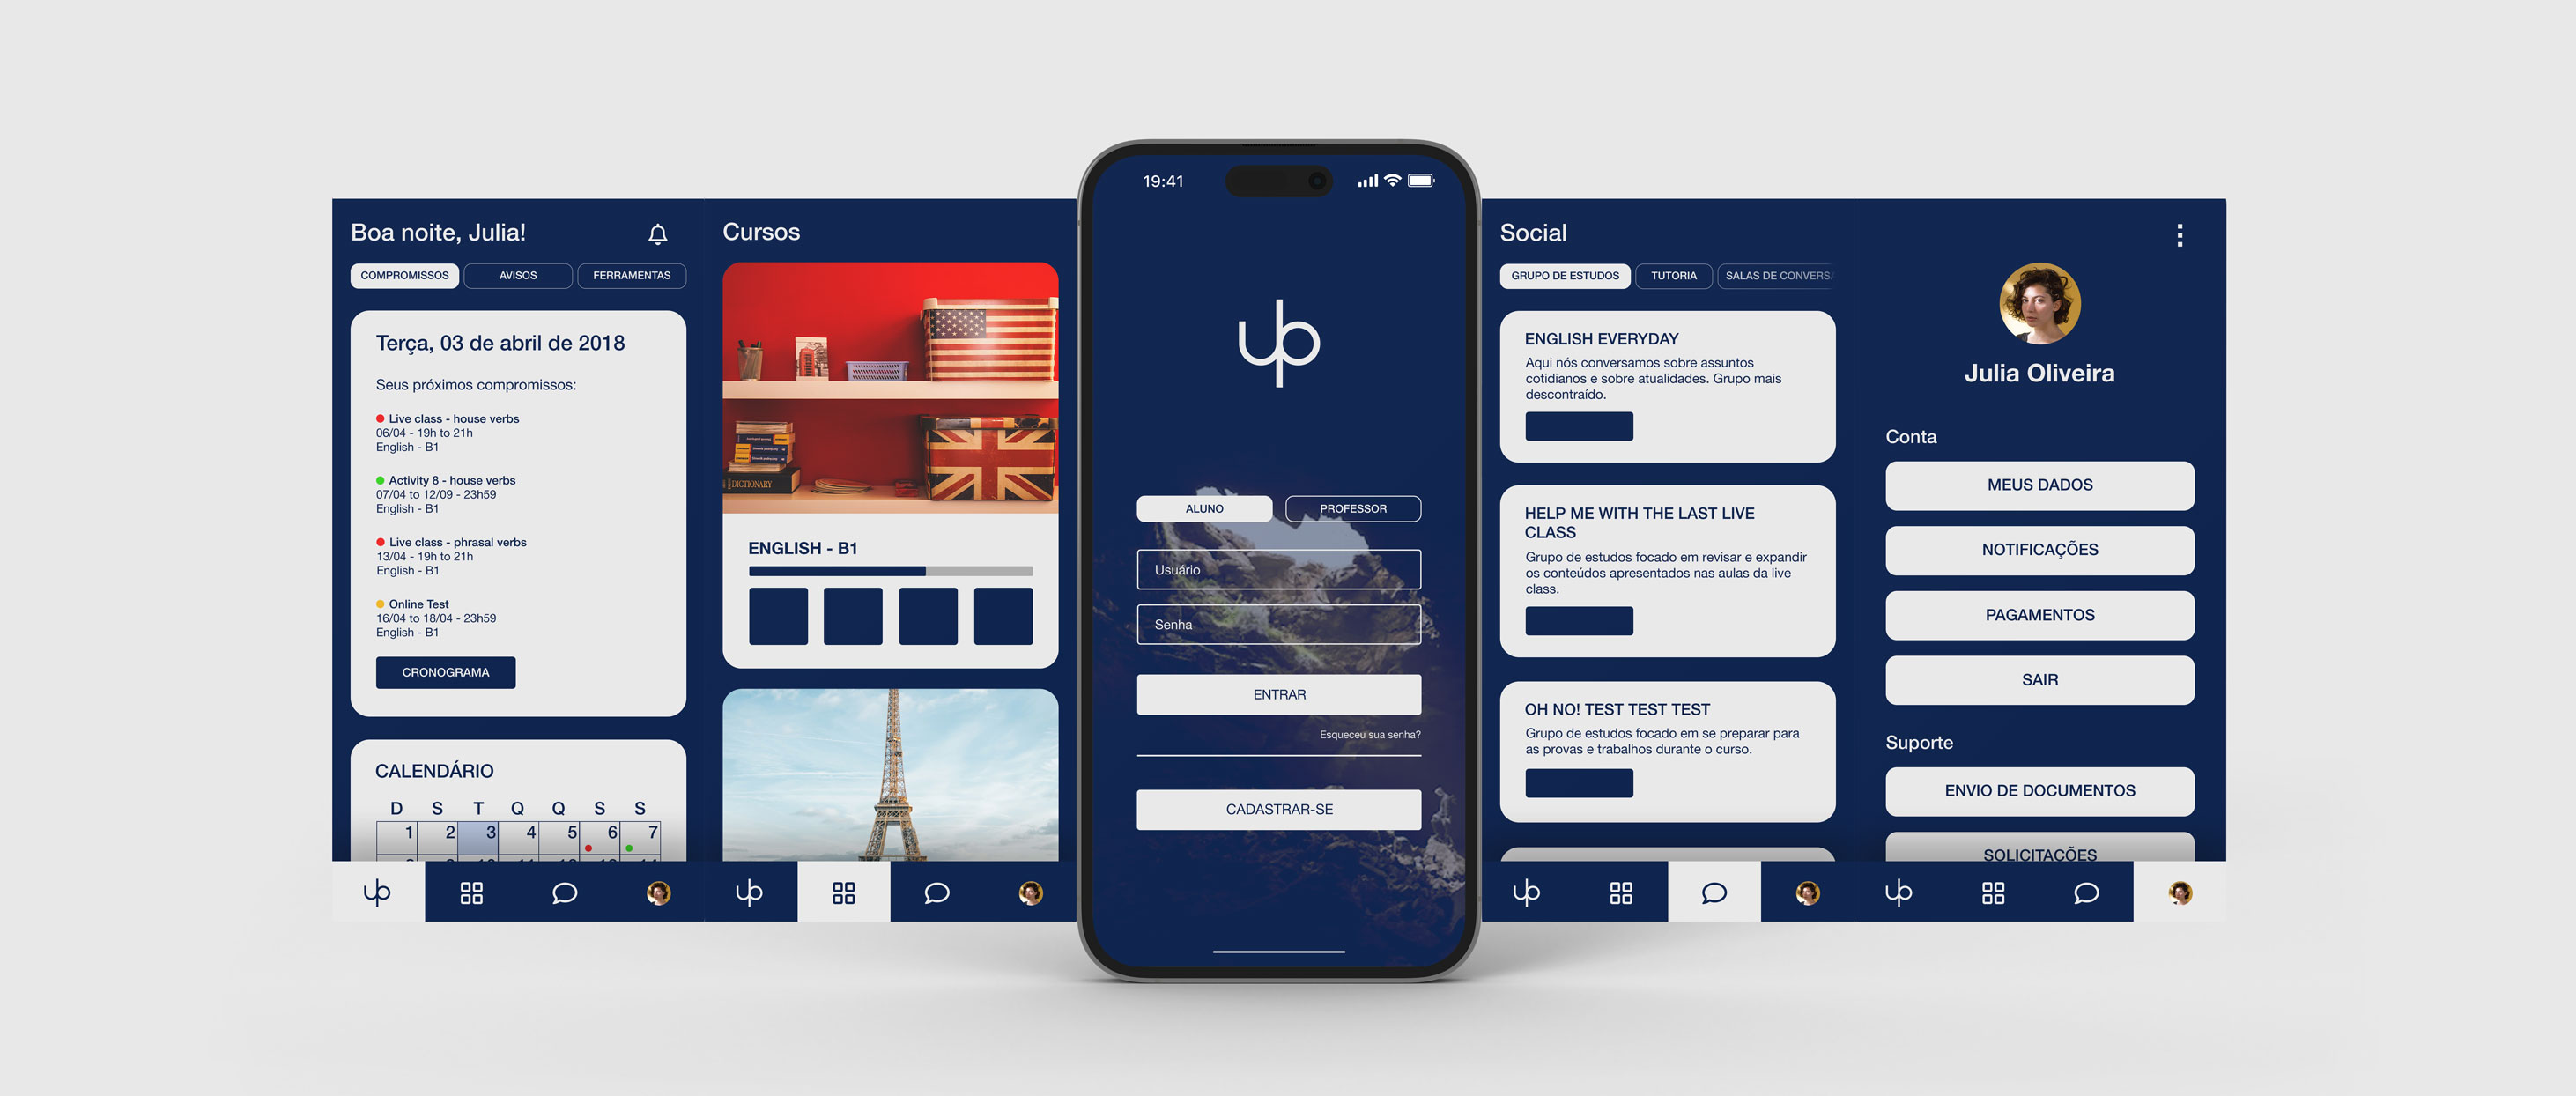 Boa noite, Julia!
COMPROMISSOS
AVISOS
FERRAMENTAS
Terça, 03 de abril de 2018
Seus próximos compromissos:
Live class - house verbs
06/04 - 19h to 21h
English - B1
Activity 8 - house verbs
07/04 to 12/09 - 23h59
English - B1
Live class - phrasal verbs
13/04 - 19h to 21h
English - B1
Online Test
16/04 to 18/04 - 23h59
English - B1
CRONOGRAMA
CALENDÁRIO
D S T Q Q S S
1 2 3 4 5 6 7
up
Cursos
DICTIONARY
ENGLISH - B1
up
19:41
up
ALUNO
PROFESSOR
Usuário
Senha
ENTRAR
Esqueceu sua senha?
CADASTRAR-SE
Social
GRUPO DE ESTUDOS
TUTORIA
SALAS DE CONVERSA
ENGLISH EVERYDAY
Aqui nós conversamos sobre assuntos
cotidianos e sobre atualidades. Grupo mais
descontraído.
HELP ME WITH THE LAST LIVE
CLASS
Grupo de estudos focado em revisar e expandir
os conteúdos apresentados nas aulas da live
class.
OH NO! TEST TEST TEST
Grupo de estudos focado em se preparar para
as provas e trabalhos durante o curso.
up
Julia Oliveira
Conta
MEUS DADOS
NOTIFICAÇÕES
PAGAMENTOS
SAIR
Suporte
ENVIO DE DOCUMENTOS
SOLICITAÇÕES
up